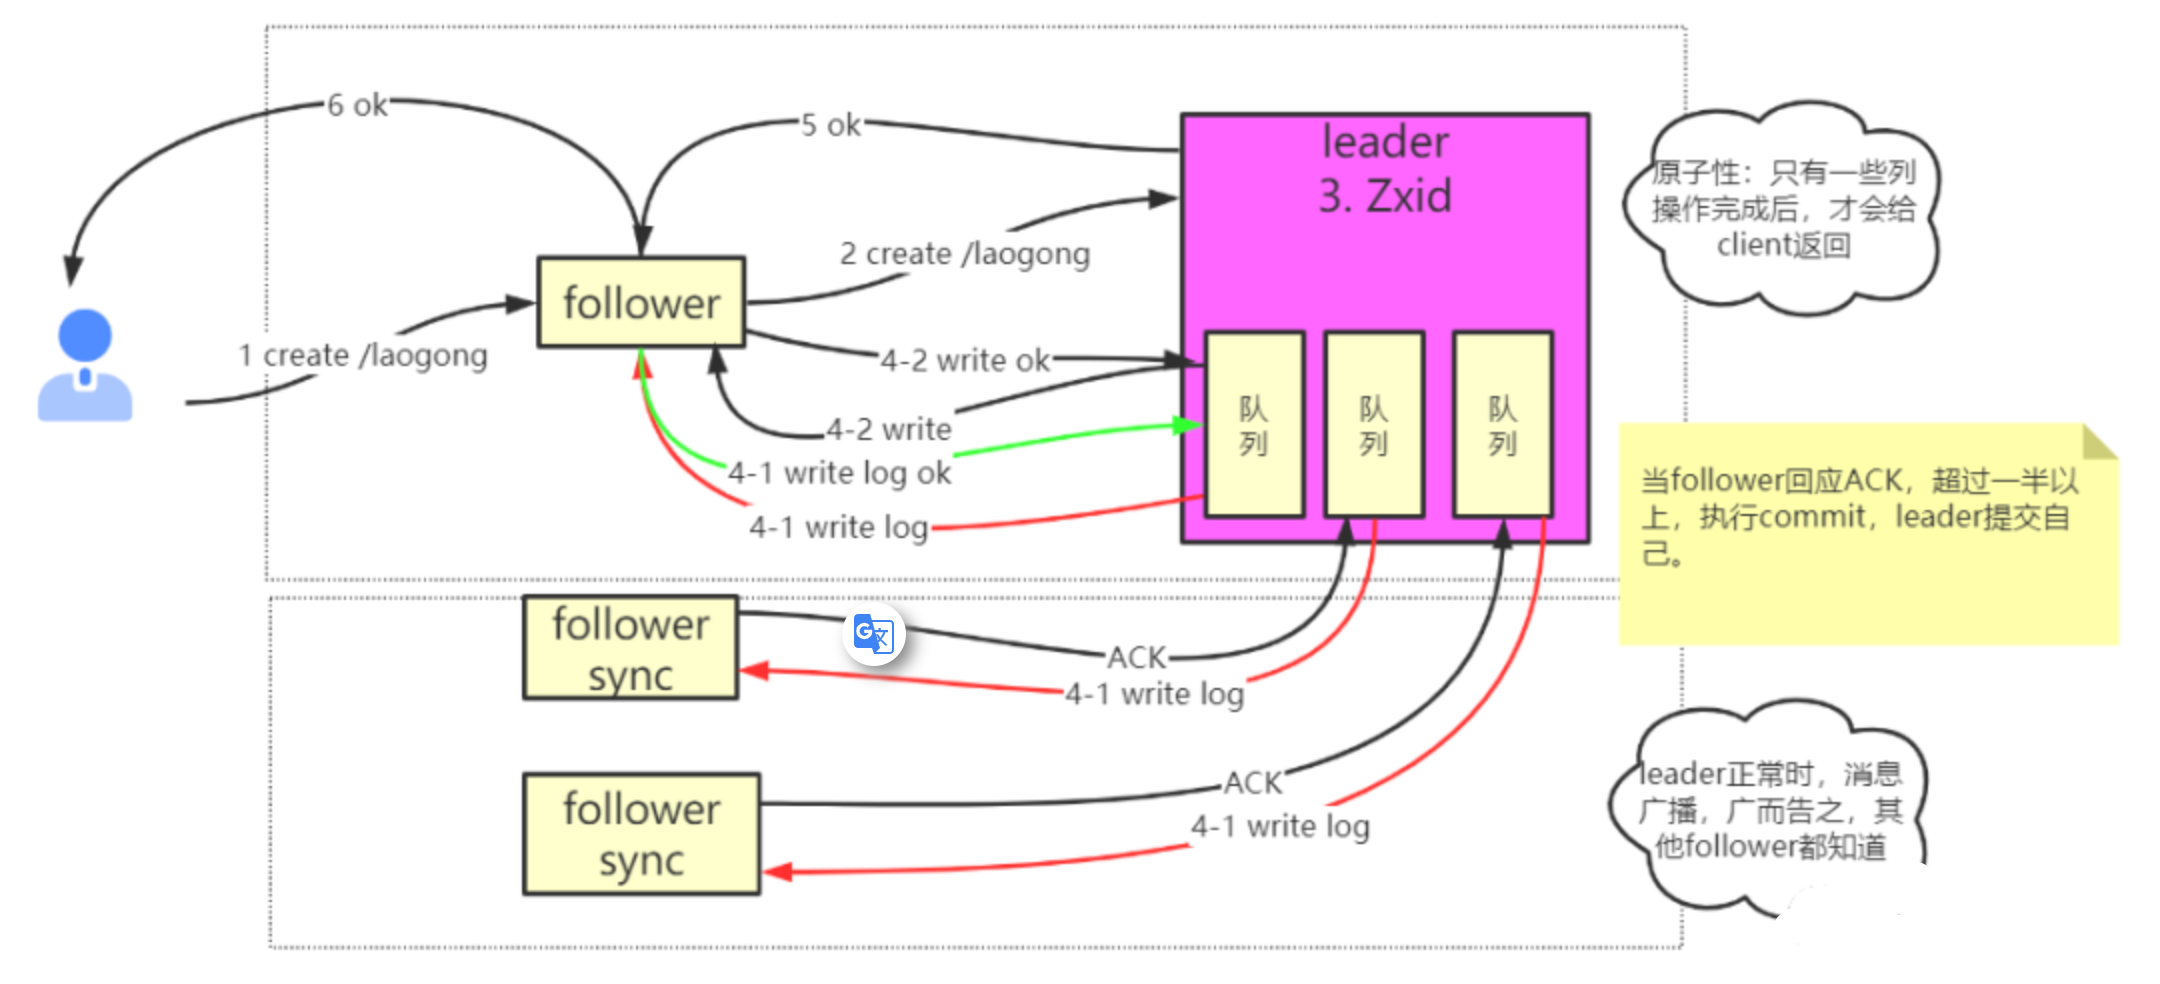 6 ok
5 ok
leader
3. Zxid
原子性：只有一些列
操作完成后，才会给
client返回
2 create /laogong
follower
1 create /laogong
4-2 write ok
4-2 write
4-1 write log ok
4-1 write log
队
列
队
列
队
列
当follower回应ACK，超过一半以
上，执行commit，leader提交自
己。
follower
sync
G文
ACK
4-1 write log
follower
sync
ACK
4-1 write log
leader正常时，消息
广播，广而告之，其
他follower都知道